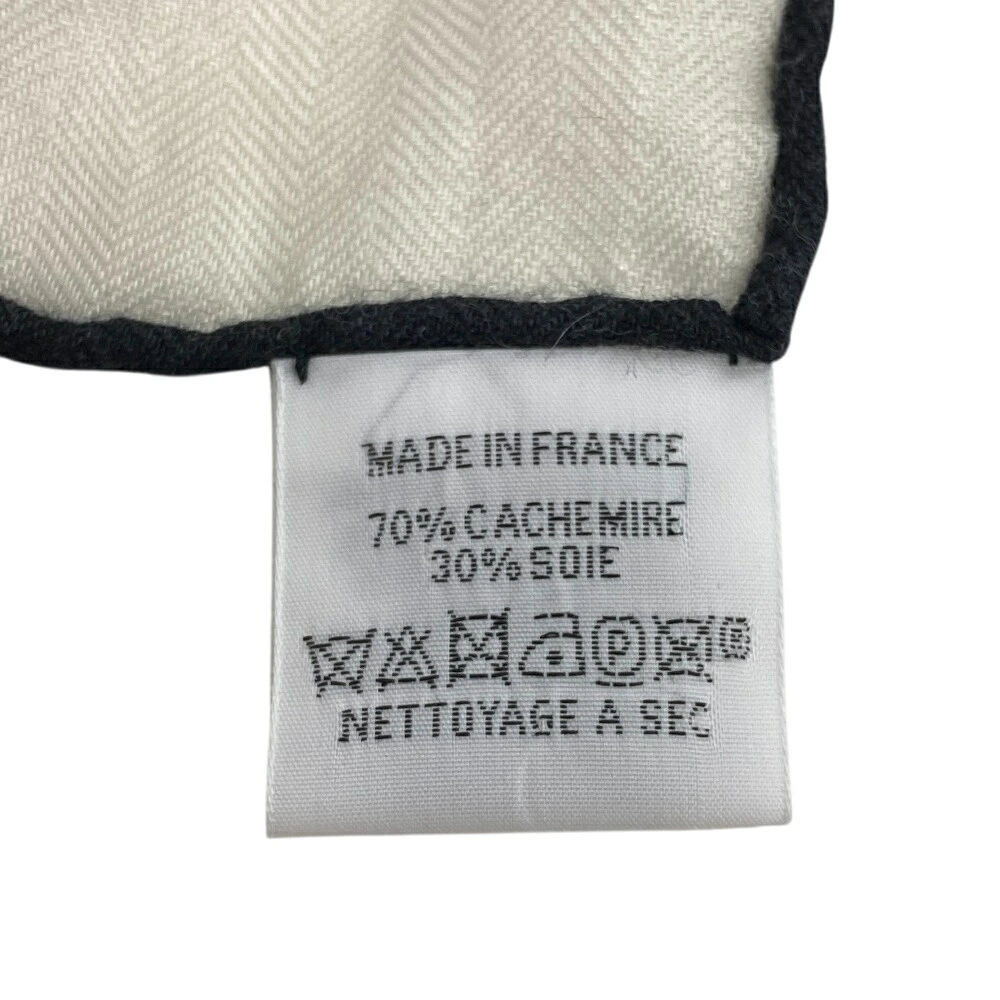 MADE IN FRANCE
70% CACHEMIRE
30% SOIE
P ®
NETTOYAGE A SEC